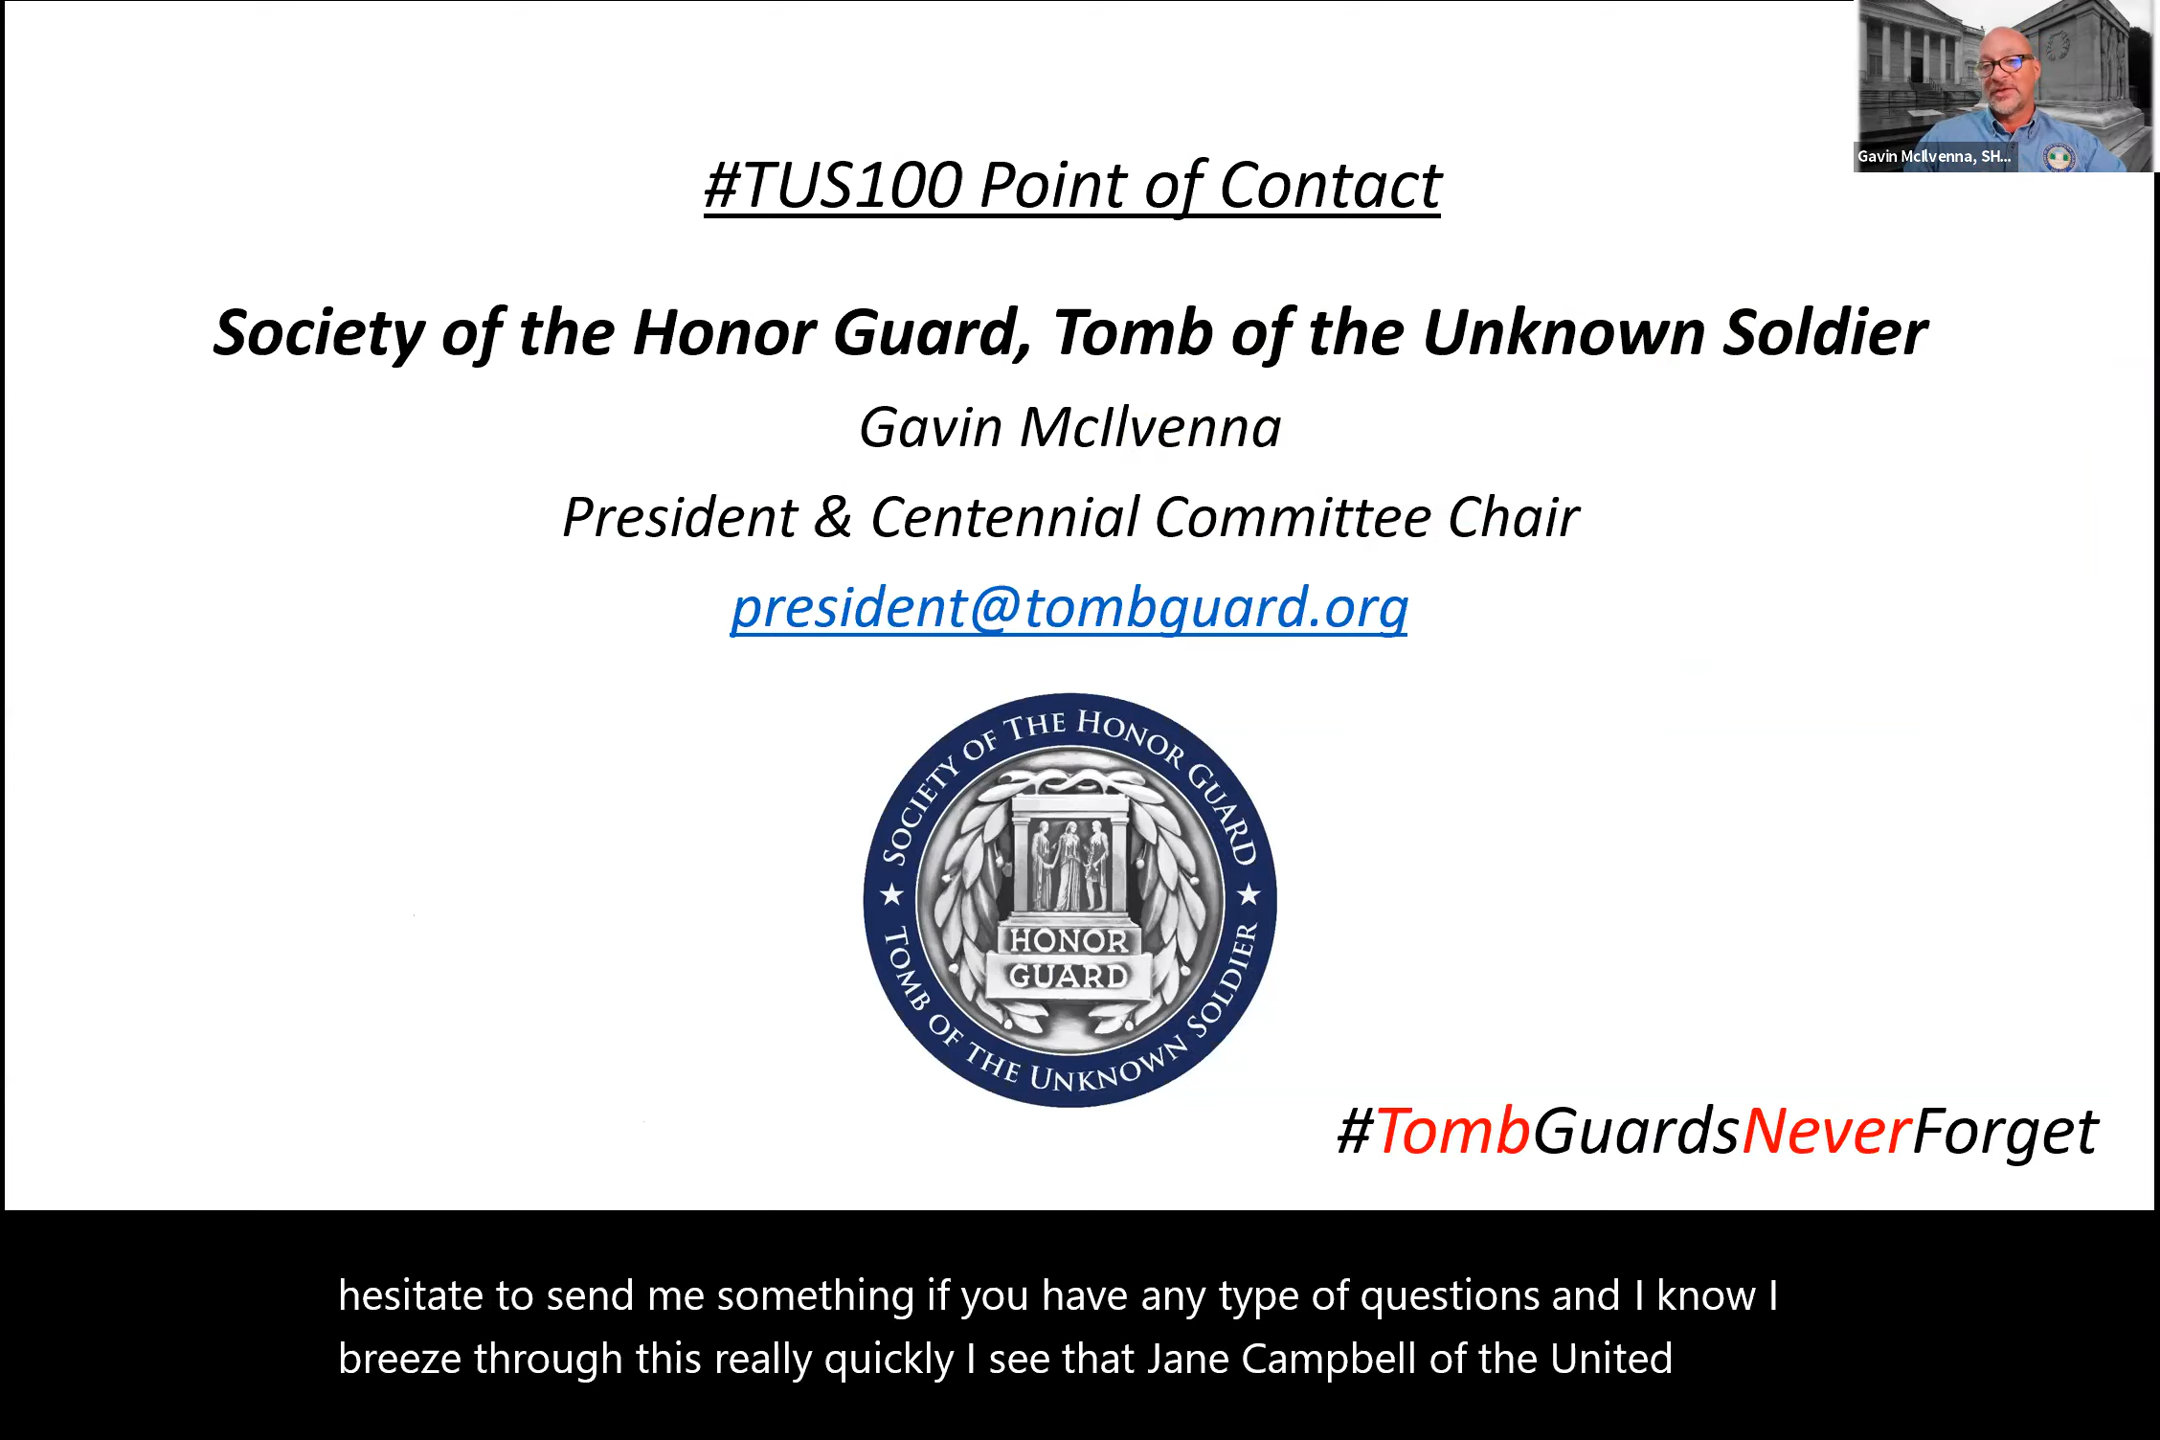 Gavin McIlvenna, SH...
#TUS100 Point of Contact
Society of the Honor Guard, Tomb of the Unknown Soldier
Gavin McIlvenna
President & Centennial Committee Chair
president@tombguard.org
SOCIETY OF THE HONOR GUARD
HONOR
GUARD
TOMB OF THE UNKNOWN SOLDIER
#TombGuardsNeverForget
hesitate to send me something if you have any type of questions and I know I
breeze through this really quickly I see that Jane Campbell of the United